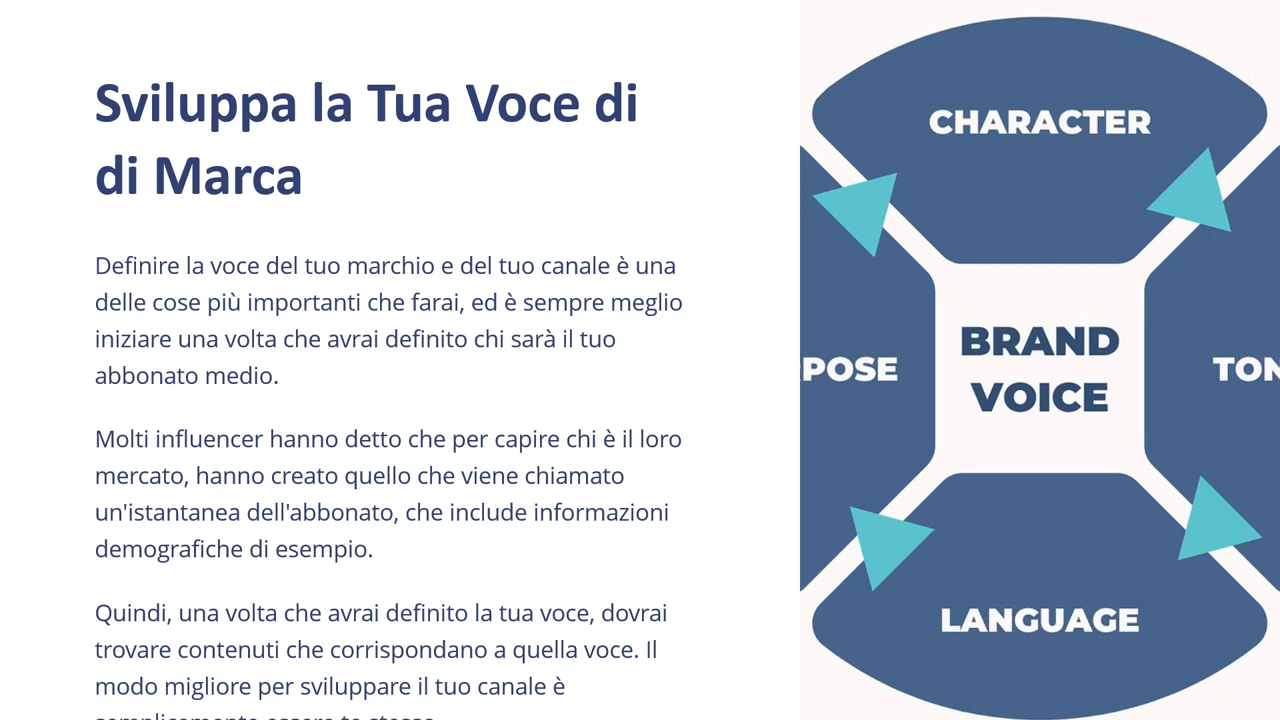 Sviluppa la Tua Voce di
di Marca
Definire la voce del tuo marchio e del tuo canale è una
delle cose più importanti che farai, ed è sempre meglio
iniziare una volta che avrai definito chi sarà il tuo
abbonato medio.
Molti influencer hanno detto che per capire chi è il loro
mercato, hanno creato quello che viene chiamato
un'istantanea dell'abbonato, che include informazioni
demografiche di esempio.
Quindi, una volta che avrai definito la tua voce, dovrai
trovare contenuti che corrispondano a quella voce. Il
modo migliore per sviluppare il tuo canale è
CHARACTER
POSE
BRAND
VOICE
TON
LANGUAGE